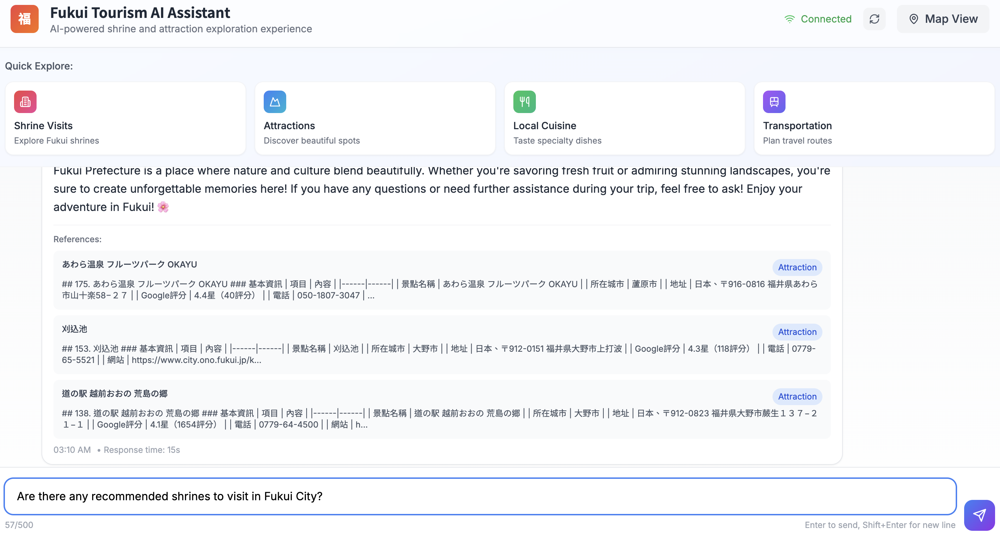 福
Fukui Tourism AI Assistant
AI-powered shrine and attraction exploration experience
Connected
Map View
Quick Explore:
Shrine Visits
Explore Fukui shrines
Attractions
Discover beautiful spots
Local Cuisine
Taste specialty dishes
Transportation
Plan travel routes
Fukui Prefecture is a place where nature and culture blend beautifully. Whether you're savoring fresh fruit or admiring stunning landscapes, you're
sure to create unforgettable memories here! If you have any questions or need further assistance during your trip, feel free to ask! Enjoy your
adventure in Fukui! 🌸
References:
あわら温泉 フルーツパーク OKAYU
Attraction
## 175. あわら温泉 フルーツパーク OKAYU ### 基本資訊 | 項目 | 內容 | |------|------| | 景點名稱 | あわら温泉 フルーツパーク OKAYU | | 所在城市 | 蘆原市 | | 地址 | 日本、〒916-0816 福井県あわら
市山十楽58−２７ | | Google評分 | 4.4星（40評分） | | 電話 | 050-1807-3047 | ...
刈込池
Attraction
## 153. 刈込池 ### 基本資訊 | 項目 | 內容 | |------|------| | 景點名稱 | 刈込池 | | 所在城市 | 大野市 | | 地址 | 日本、〒912-0151 福井県大野市上打波 | | Google評分 | 4.3星（118評分） | | 電話 | 0779-
65-5521 | | 網站 | https://www.city.ono.fukui.jp/k...
道の駅 越前おおの 荒島の郷
Attraction
## 138. 道の駅 越前おおの 荒島の郷 ### 基本資訊 | 項目 | 內容 | |------|------| | 景點名稱 | 道の駅 越前おおの 荒島の郷 | | 所在城市 | 大野市 | | 地址 | 日本、〒912-0823 福井県大野市蕨生１３７−２
１−１ | | Google評分 | 4.1星（1654評分） | | 電話 | 0779-64-4500 | | 網站 | h...
03:10 AM • Response time: 15s
Are there any recommended shrines to visit in Fukui City?
57/500
Enter to send, Shift+Enter for new line